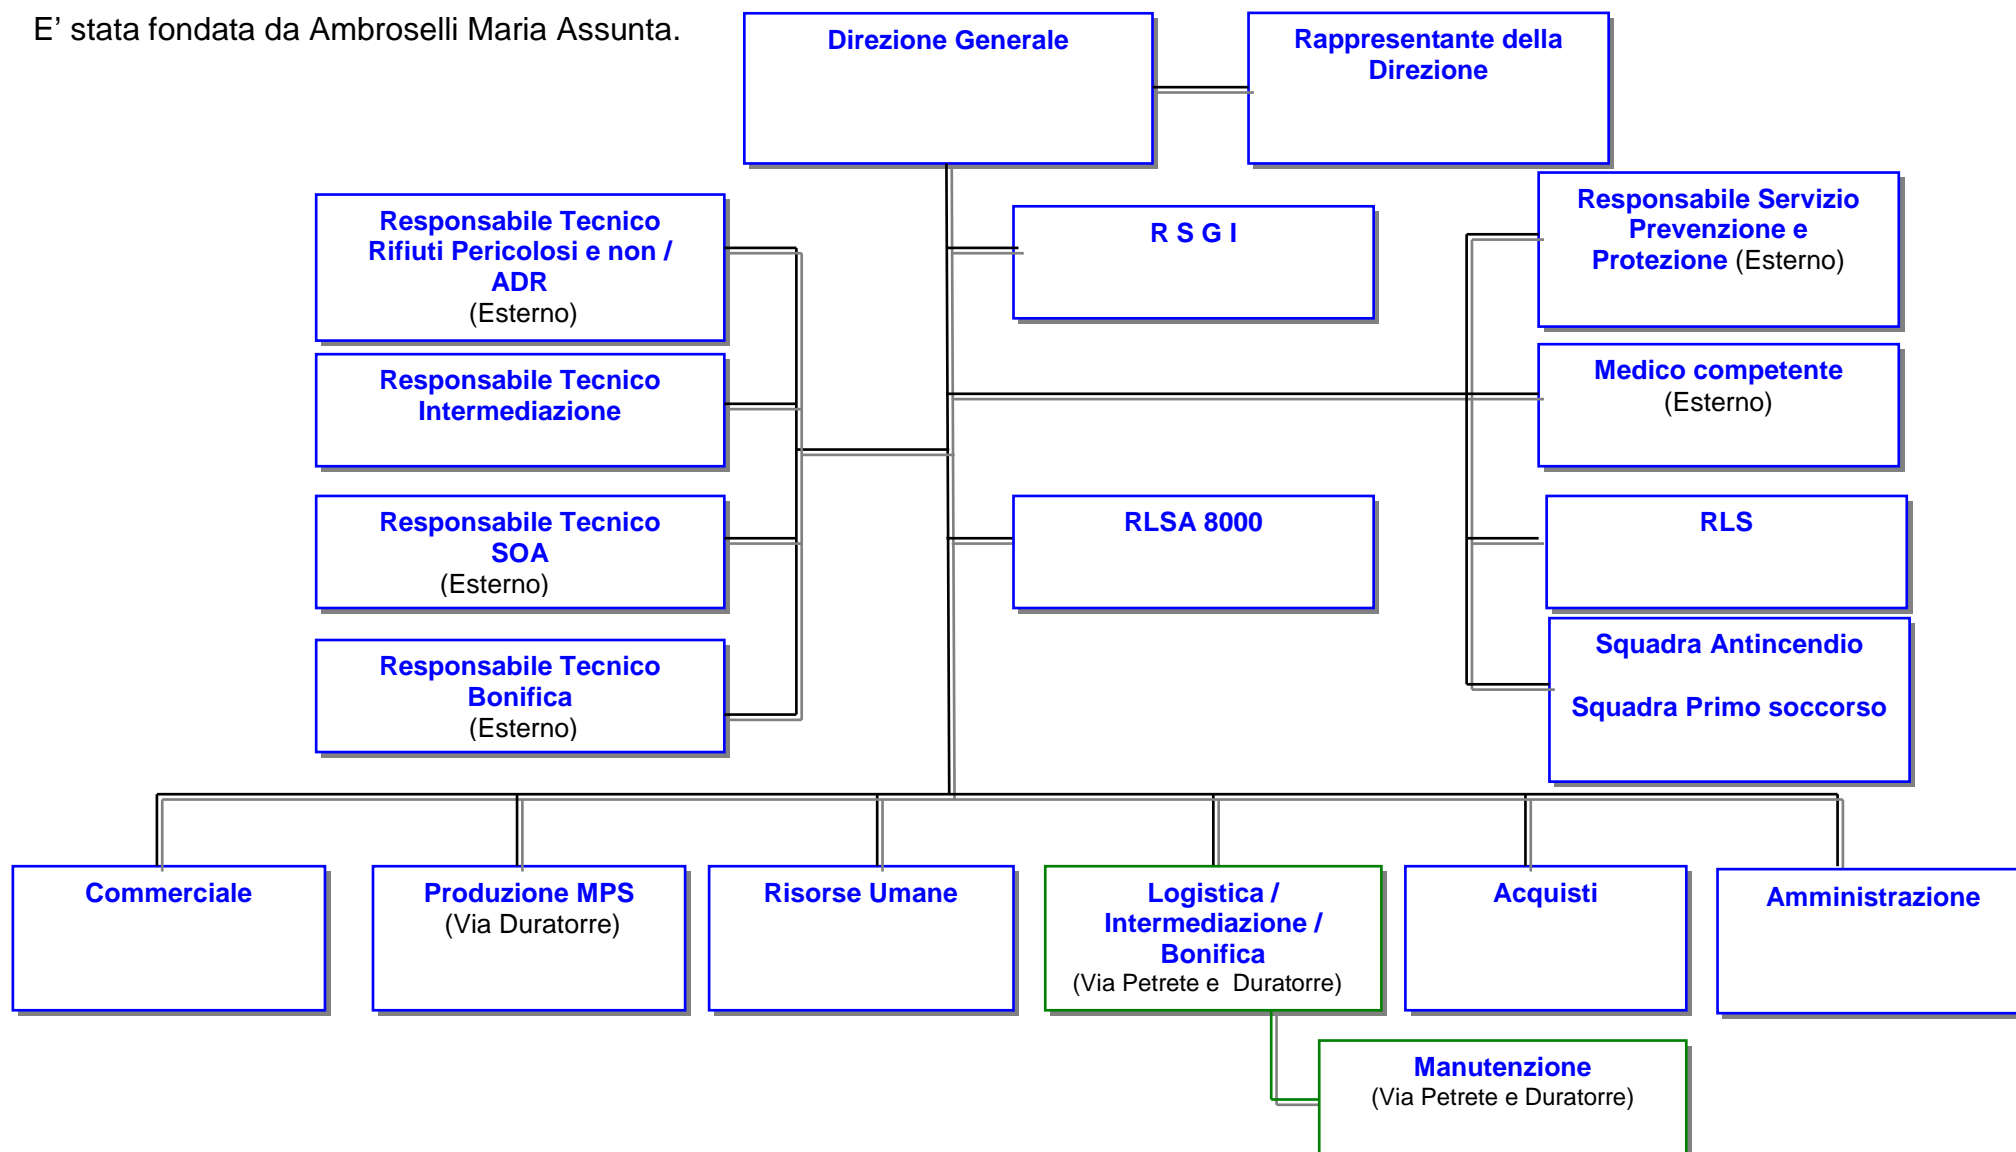 E’ stata fondata da Ambroselli Maria Assunta.
Direzione Generale
Rappresentante della
Direzione
Responsabile Tecnico
Rifiuti Pericolosi e non /
ADR
(Esterno)
R S G I
Responsabile Servizio
Prevenzione e
Protezione (Esterno)
Responsabile Tecnico
Intermediazione
Medico competente
(Esterno)
Responsabile Tecnico
SOA
(Esterno)
RLSA 8000
RLS
Responsabile Tecnico
Bonifica
(Esterno)
Squadra Antincendio
Squadra Primo soccorso
Commerciale
Produzione MPS
(Via Duratorre)
Risorse Umane
Logistica /
Intermediazione /
Bonifica
(Via Petrete e  Duratorre)
Acquisti
Amministrazione
Manutenzione
(Via Petrete e Duratorre)